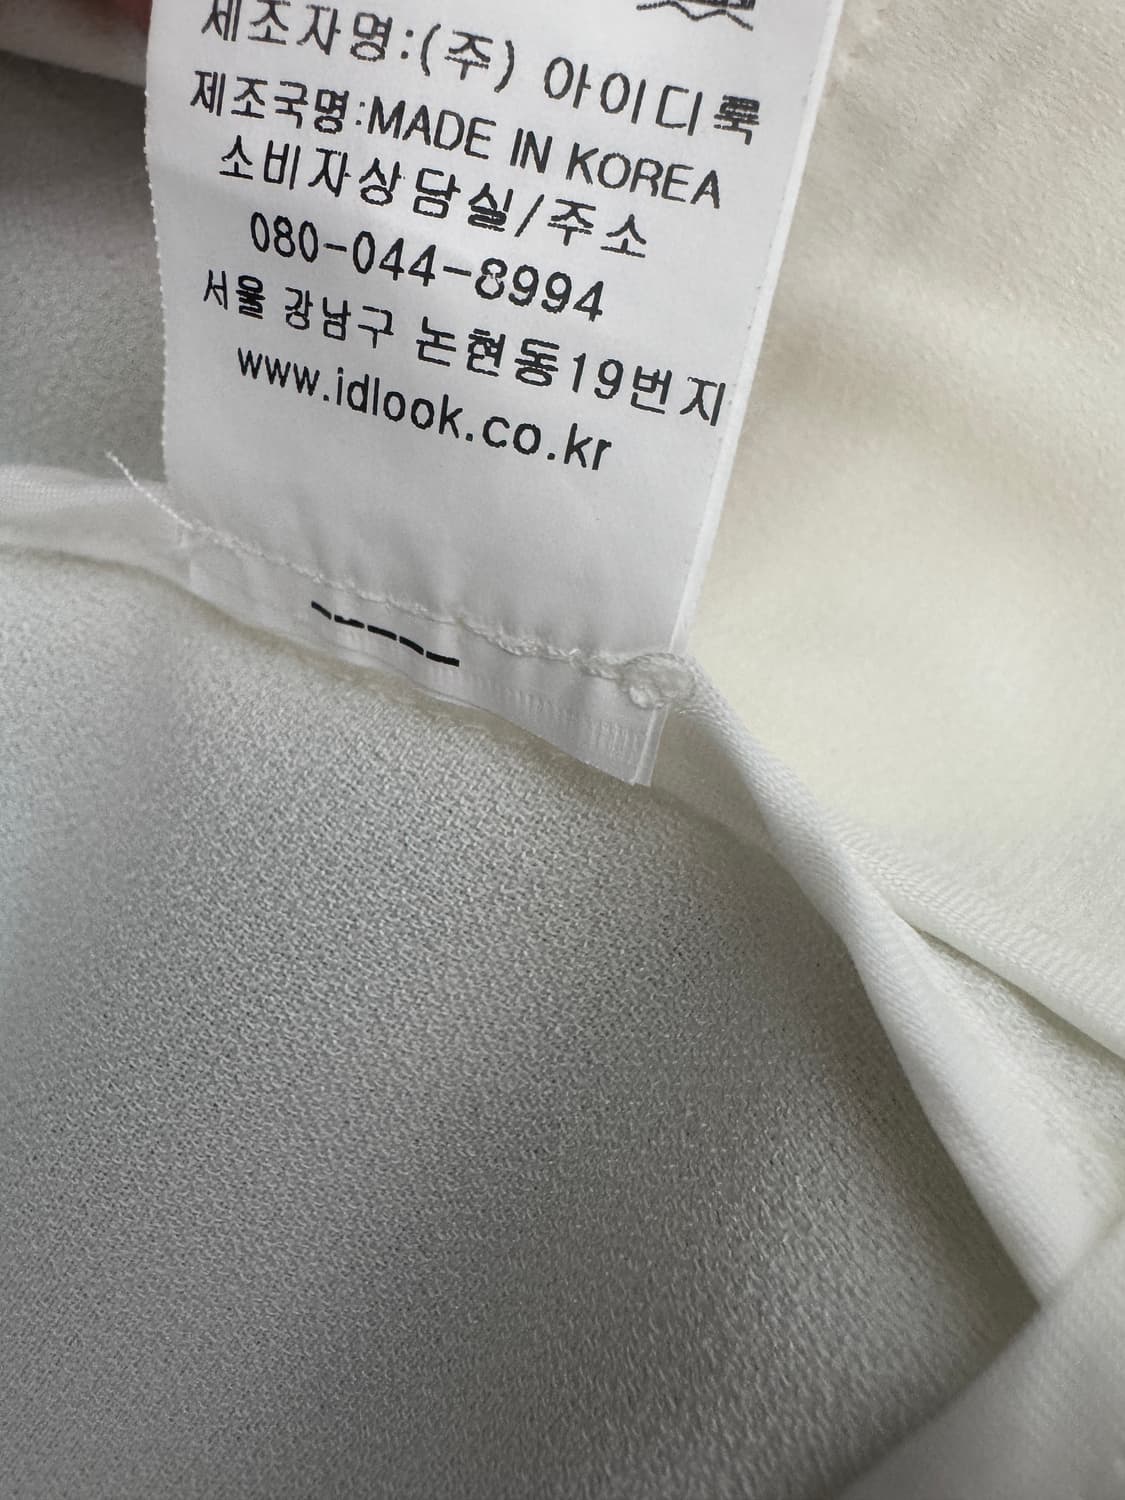 제조자명:(주) 아이디룩
제조국명:MADE IN KOREA
소비자상담실/주소
080-044-8994
서울 강남구 논현동19번지
www.idlook.co.kr